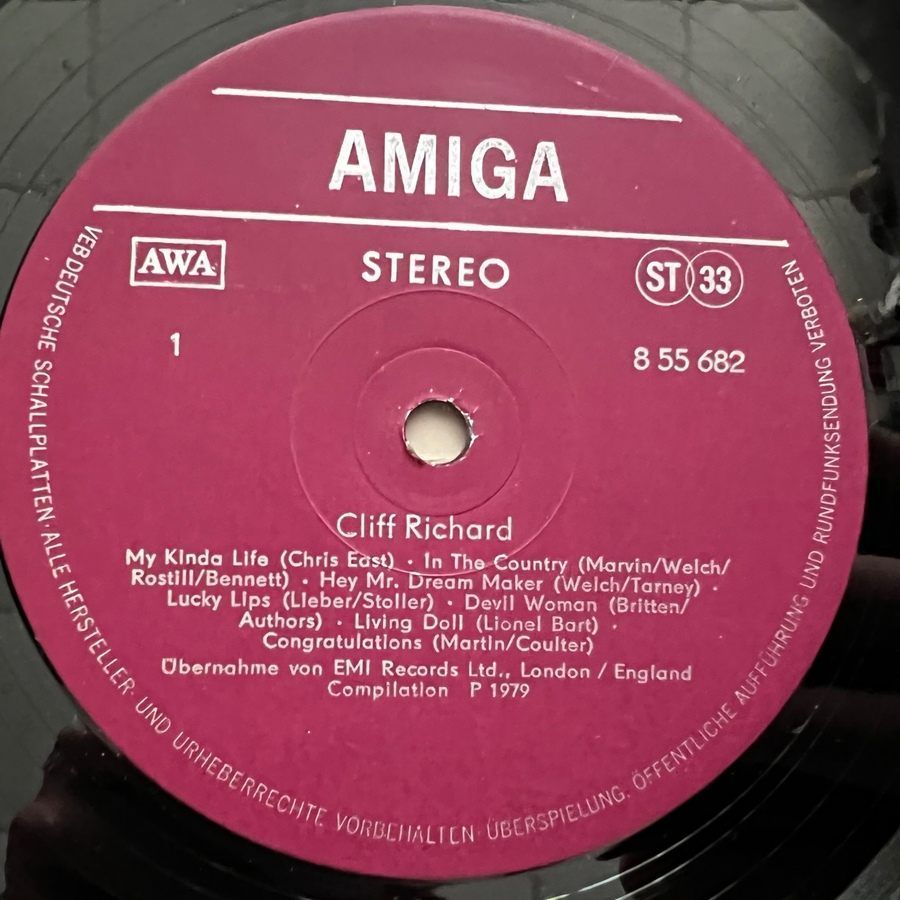 AMIGA
AWA
STEREO
ST 33
1
8 55 682
Cliff Richard
My Kinda Life (Chris East) · In The Country (Marvin/Welch/
Rostill/Bennett) · Hey Mr. Dream Maker (Welch/Tarney) ·
Lucky Lips (Lieber/Stoller) · Devil Woman (Britten/
Authors) · Living Doll (Lionel Bart) ·
Congratulations (Martin/Coulter)
Übernahme von EMI Records Ltd., London / England
Compilation P 1979
VEB DEUTSCHE SCHALLPLATTEN · ALLE HERSTELLER- UND URHEBERRECHTE VORBEHALTEN · ÜBERSPIELUNG, ÖFFENTLICHE AUFFÜHRUNG UND RUNDFUNKSENDUNG VERBOTEN